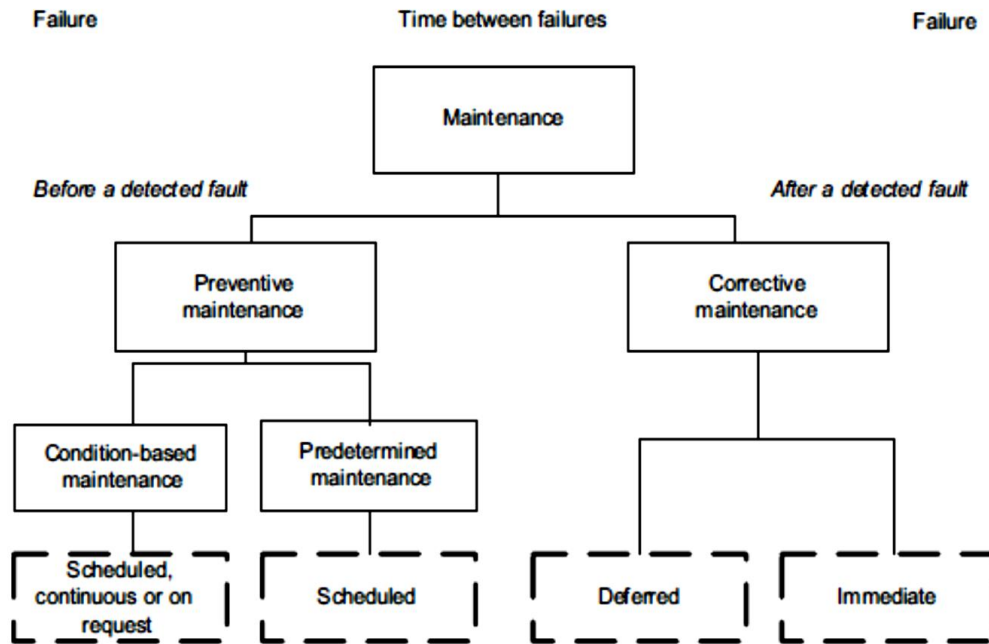 Failure
Time between failures
Failure
Maintenance
Before a detected fault
After a detected fault
Preventive
maintenance
Corrective
maintenance
Condition-based
maintenance
Predetermined
maintenance
Scheduled,
continuous or on
request
Scheduled
Deferred
Immediate